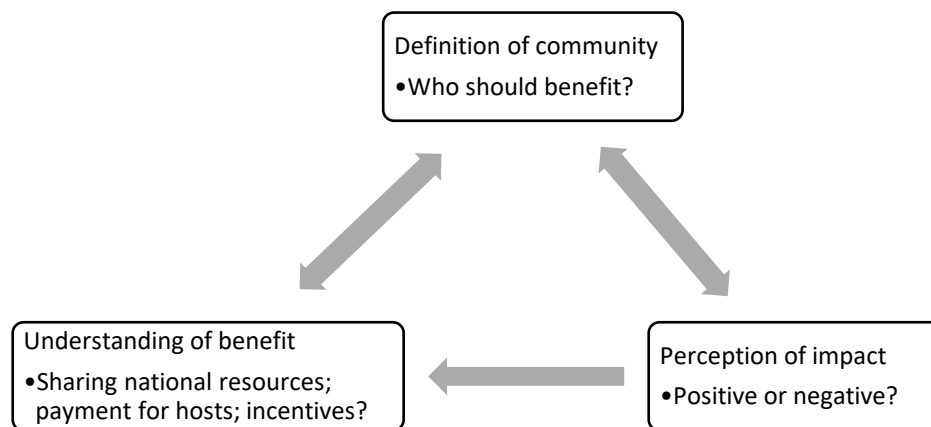 Definition of community
•Who should benefit?
Understanding of benefit
•Sharing national resources;
payment for hosts; incentives?
Perception of impact
•Positive or negative?